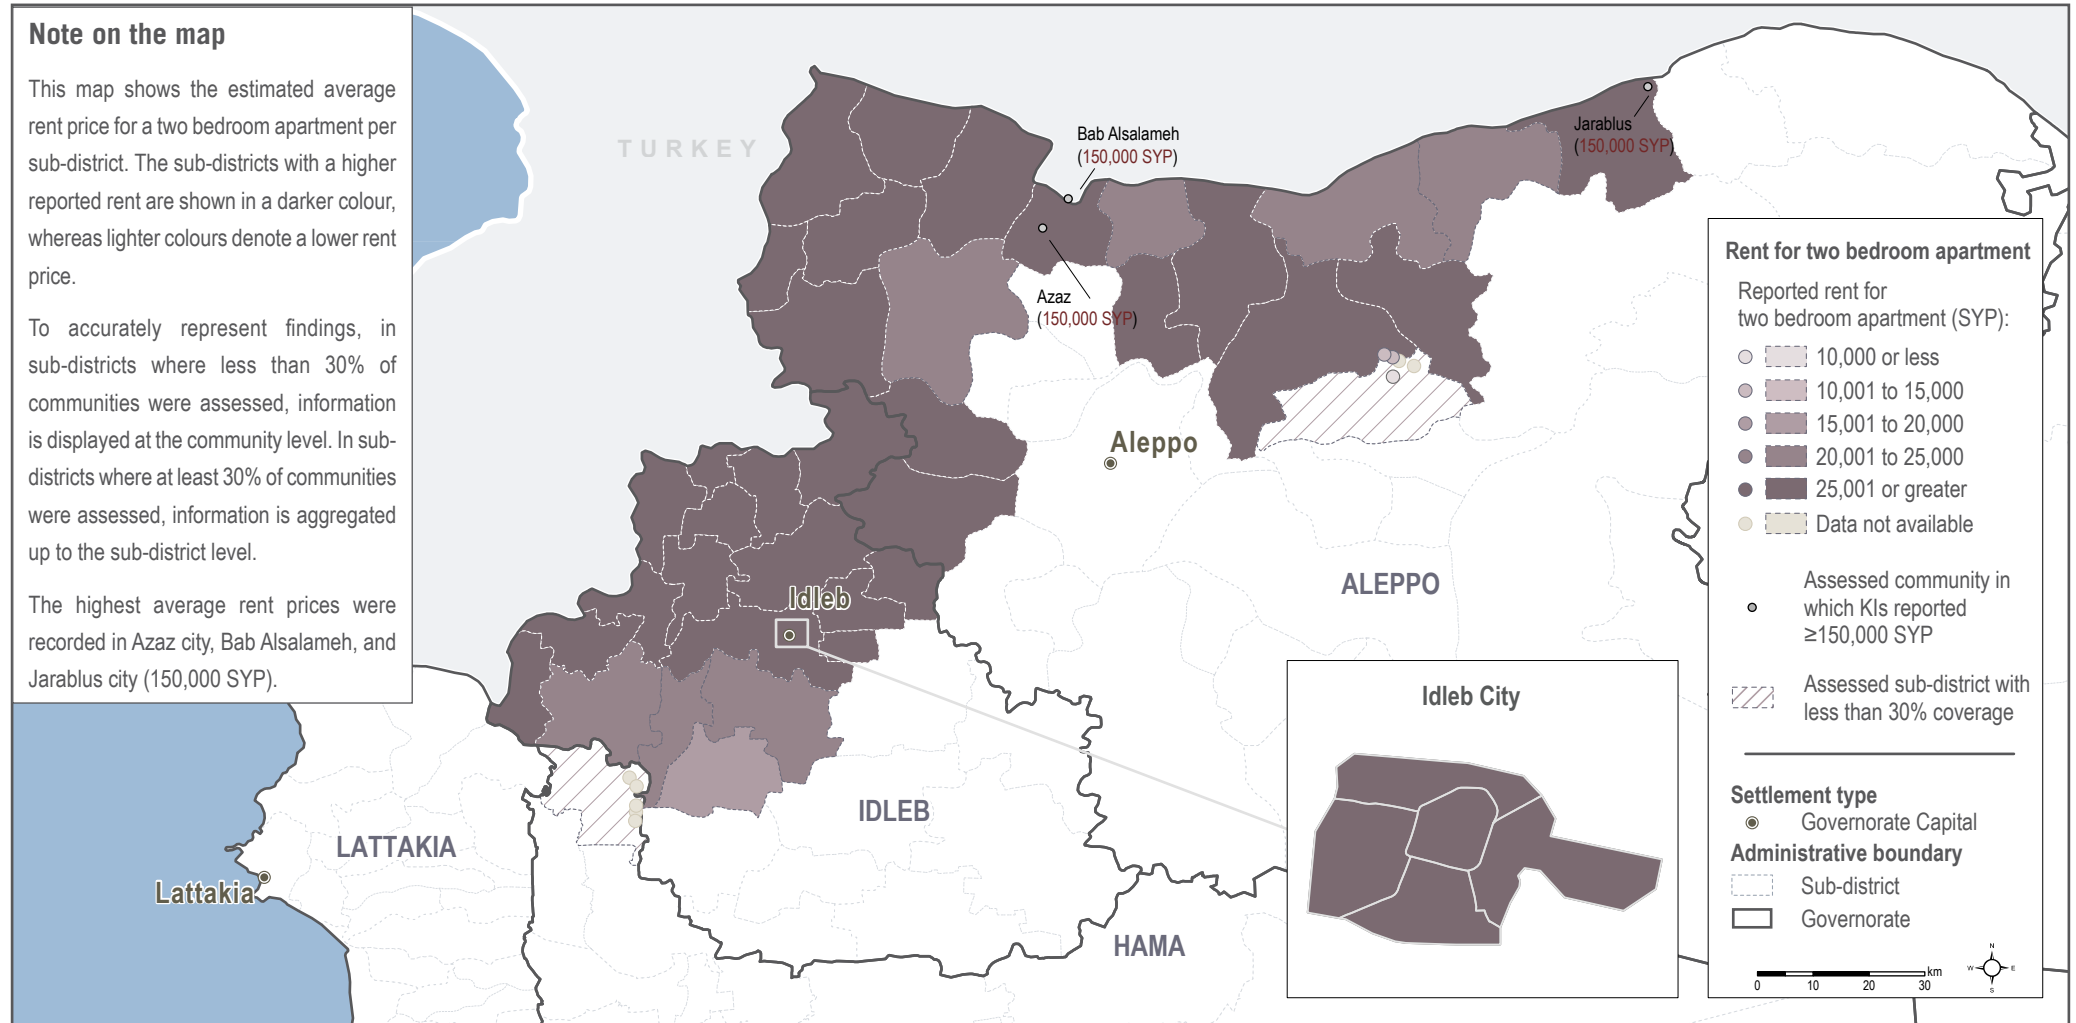 Note on the map
This map shows the estimated average
rent price for a two bedroom apartment per
sub-district. The sub-districts with a higher
reported rent are shown in a darker colour,
whereas lighter colours denote a lower rent
price.
To accurately represent findings, in
sub-districts where less than 30% of
communities were assessed, information
is displayed at the community level. In sub-
districts where at least 30% of communities
were assessed, information is aggregated
up to the sub-district level.
The highest average rent prices were
recorded in Azaz city, Bab Alsalameh, and
Jarablus city (150,000 SYP).
TURKEY
Bab Alsalameh
(150,000 SYP)
Jarablus
(150,000 SYP)
Azaz
(150,000 SYP)
Aleppo
ALEPPO
Idleb
IDLEB
LATTAKIA
Lattakia
HAMA
Idleb City
Rent for two bedroom apartment
Reported rent for
two bedroom apartment (SYP):
10,000 or less
10,001 to 15,000
15,001 to 20,000
20,001 to 25,000
25,001 or greater
Data not available
Assessed community in
which KIs reported
≥150,000 SYP
Assessed sub-district with
less than 30% coverage
Settlement type
Governorate Capital
Administrative boundary
Sub-district
Governorate
N
W E
S
km
0 10 20 30